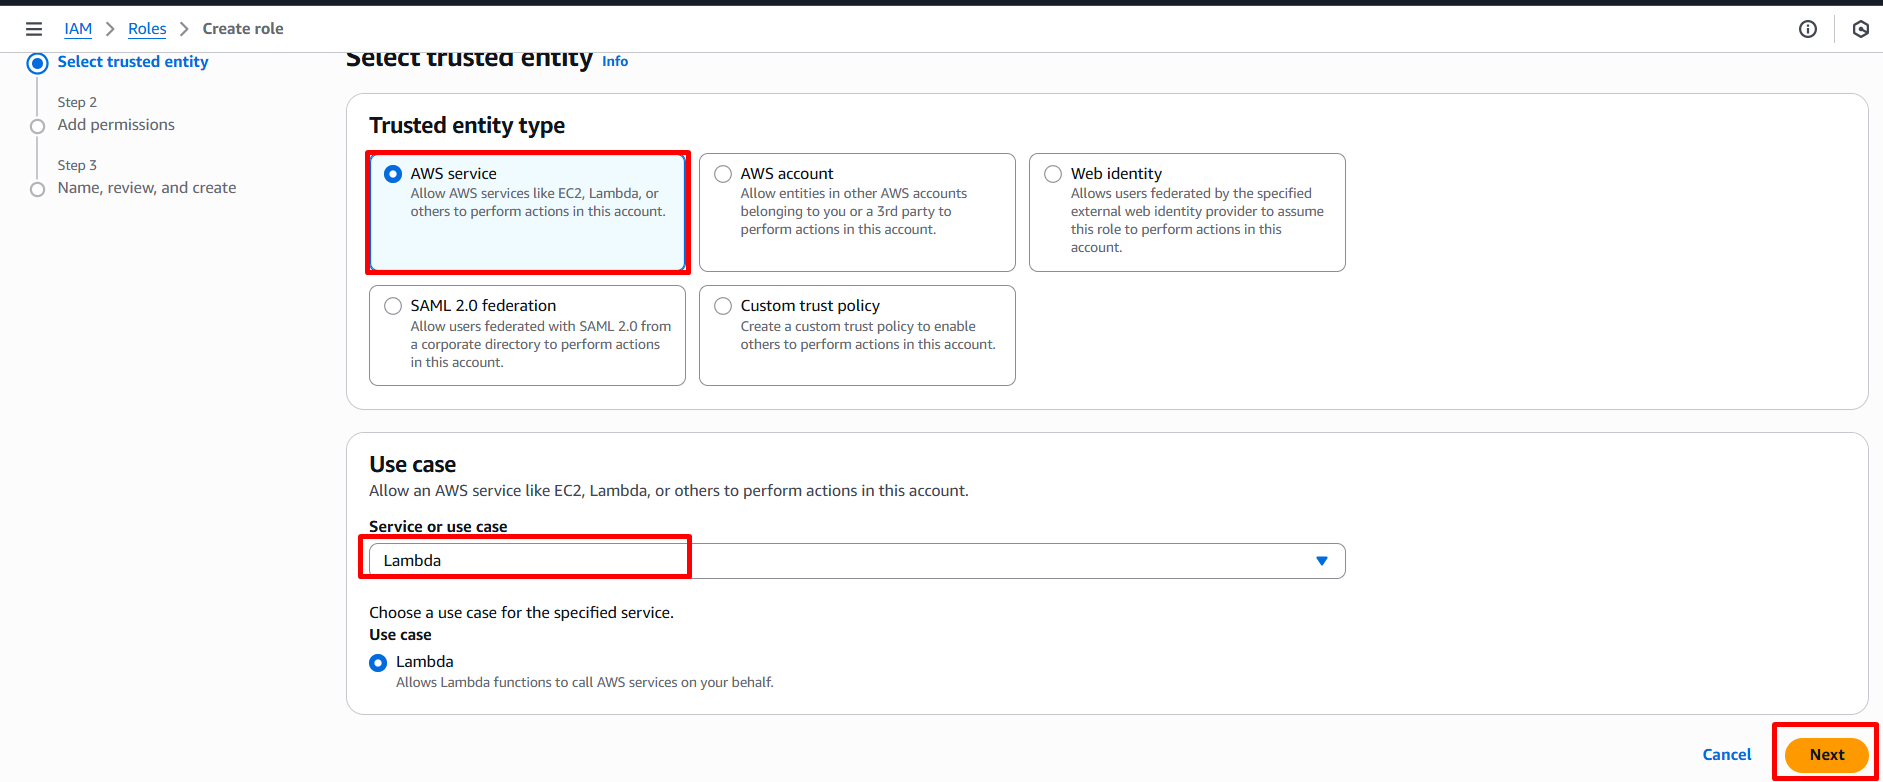 IAM > Roles > Create role
Select trusted entity
Step 2
Add permissions
Step 3
Name, review, and create
Select trusted entity Info
Trusted entity type
AWS service
Allow AWS services like EC2, Lambda, or
others to perform actions in this account.
AWS account
Allow entities in other AWS accounts
belonging to you or a 3rd party to
perform actions in this account.
Web identity
Allows users federated by the specified
external web identity provider to assume
this role to perform actions in this
account.
SAML 2.0 federation
Allow users federated with SAML 2.0 from
a corporate directory to perform actions
in this account.
Custom trust policy
Create a custom trust policy to enable
others to perform actions in this account.
Use case
Allow an AWS service like EC2, Lambda, or others to perform actions in this account.
Service or use case
Lambda
Choose a use case for the specified service.
Use case
Lambda
Allows Lambda functions to call AWS services on your behalf.
Cancel
Next